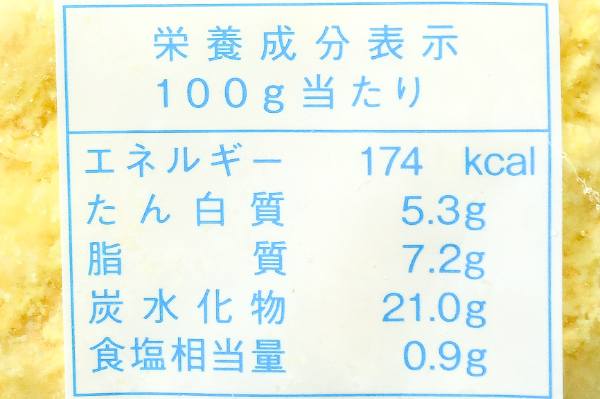 栄養成分表示
100g当たり
エネルギー 174 kcal
たん白質 5.3g
脂質 7.2g
炭水化物 21.0g
食塩相当量 0.9g